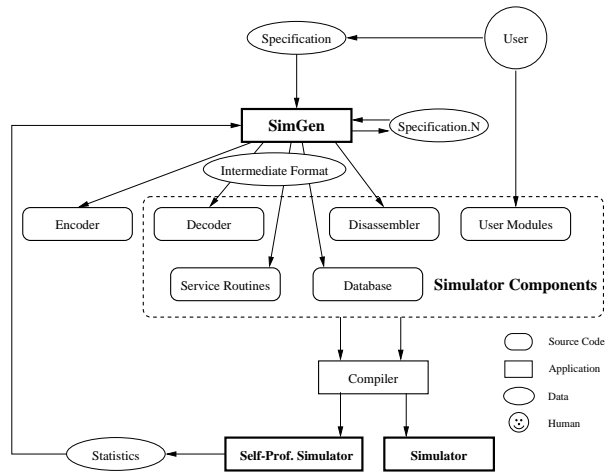 Specification
User
SimGen
Specification.N
Intermediate Format
Encoder
Decoder
Disassembler
User Modules
Service Routines
Database
Simulator Components
Compiler
Source Code
Application
Data
Human
Statistics
Self-Prof. Simulator
Simulator